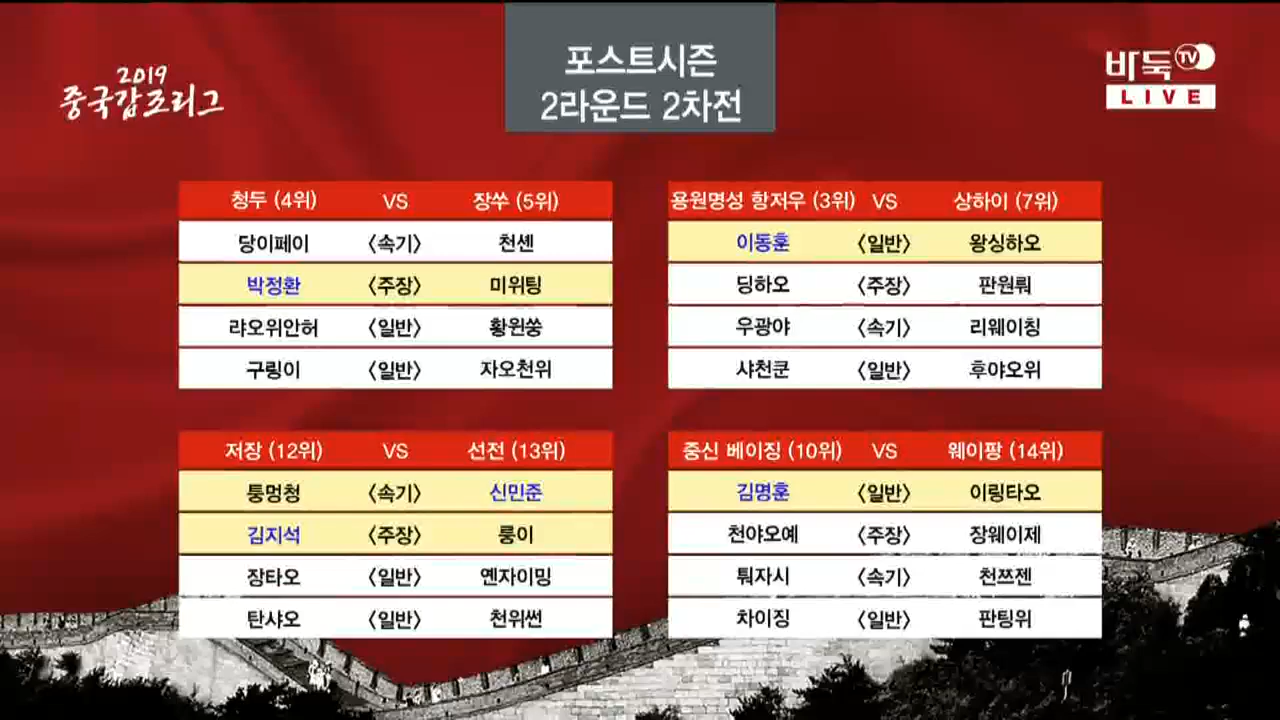 2019
중국갑조리그
포스트시즌
2라운드 2차전
바둑TV
LIVE
청두 (4위) VS 장쑤 (5위)
당이페이 〈속기〉 천셴
박정환 〈주장〉 미위팅
랴오위안허 〈일반〉 황윈쑹
구링이 〈일반〉 자오천위
용원명성 항저우 (3위) VS 상하이 (7위)
이동훈 〈일반〉 왕싱하오
딩하오 〈주장〉 판윈뤄
우광야 〈속기〉 리웨이칭
샤천쿤 〈일반〉 후야오위
저장 (12위) VS 선전 (13위)
퉁멍청 〈속기〉 신민준
김지석 〈주장〉 룽이
장타오 〈일반〉 옌자이밍
탄샤오 〈일반〉 천위썬
중신 베이징 (10위) VS 웨이팡 (14위)
김명훈 〈일반〉 이링타오
천야오예 〈주장〉 장웨이제
퉈자시 〈속기〉 천쯔젠
차이징 〈일반〉 판팅위